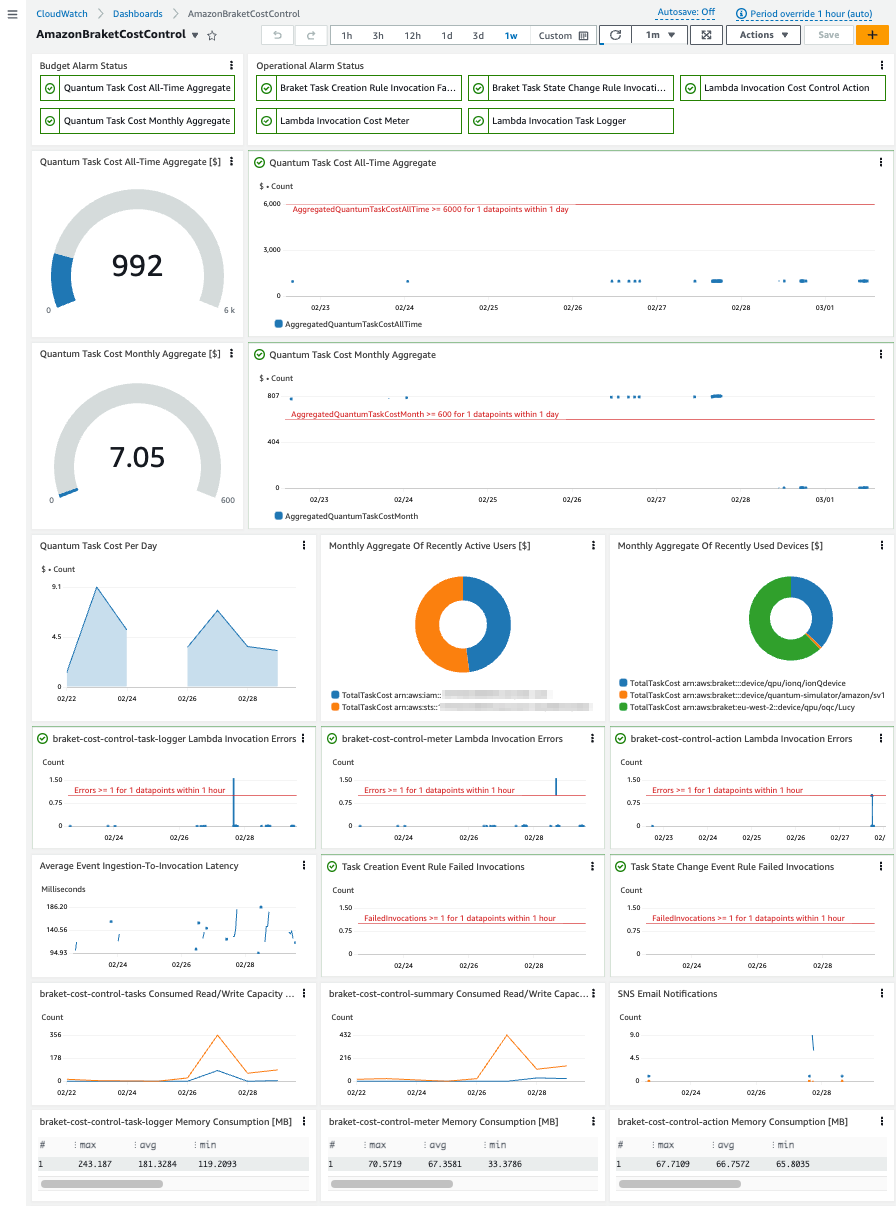 CloudWatch > Dashboards > AmazonBraketCostControl
Autosave: Off
Period override 1 hour (auto)
AmazonBraketCostControl
1h 3h 12h 1d 3d 1w Custom 1m Actions Save +
Budget Alarm Status
Quantum Task Cost All-Time Aggregate
Quantum Task Cost Monthly Aggregate
Operational Alarm Status
Braket Task Creation Rule Invocation Fa...
Braket Task State Change Rule Invocati...
Lambda Invocation Cost Control Action
Lambda Invocation Cost Meter
Lambda Invocation Task Logger
Quantum Task Cost All-Time Aggregate [$]
992
0 6 k
Quantum Task Cost All-Time Aggregate
$ • Count
6,000
AggregatedQuantumTaskCostAllTime >= 6000 for 1 datapoints within 1 day
3,000
0
02/23 02/24 02/25 02/26 02/27 02/28 03/01
AggregatedQuantumTaskCostAllTime
Quantum Task Cost Monthly Aggregate [$]
7.05
0 600
Quantum Task Cost Monthly Aggregate
$ • Count
807
AggregatedQuantumTaskCostMonth >= 600 for 1 datapoints within 1 day
404
0
02/23 02/24 02/25 02/26 02/27 02/28 03/01
AggregatedQuantumTaskCostMonth
Quantum Task Cost Per Day
$ • Count
9.1
4.5
0
02/22 02/24 02/26 02/28
Monthly Aggregate Of Recently Active Users [$]
TotalTaskCost arn:aws:iam::
TotalTaskCost arn:aws:sts::
Monthly Aggregate Of Recently Used Devices [$]
TotalTaskCost arn:aws:braket:::device/qpu/ionq/ionQdevice
TotalTaskCost arn:aws:braket:::device/quantum-simulator/amazon/sv1
TotalTaskCost arn:aws:braket:eu-west-2::device/qpu/oqc/Lucy
braket-cost-control-task-logger Lambda Invocation Errors
Count
1.50
Errors >= 1 for 1 datapoints within 1 hour
0.75
0
02/24 02/26 02/28
braket-cost-control-meter Lambda Invocation Errors
Count
1.50
Errors >= 1 for 1 datapoints within 1 hour
0.75
0
02/24 02/26 02/28
braket-cost-control-action Lambda Invocation Errors
Count
1.50
Errors >= 1 for 1 datapoints within 1 hour
0.75
0
02/23 02/24 02/25 02/26 02/27 02/
Average Event Ingestion-To-Invocation Latency
Milliseconds
186.20
140.56
94.93
02/24 02/26 02/28
Task Creation Event Rule Failed Invocations
Count
1.50
FailedInvocations >= 1 for 1 datapoints within 1 hour
0.75
0
02/24 02/26 02/28
Task State Change Event Rule Failed Invocations
Count
1.50
FailedInvocations >= 1 for 1 datapoints within 1 hour
0.75
0
02/24 02/26 02/28
braket-cost-control-tasks Consumed Read/Write Capacity ...
Count
356
178
0
02/22 02/24 02/26 02/28
braket-cost-control-summary Consumed Read/Write Capac...
Count
432
216
0
02/22 02/24 02/26 02/28
SNS Email Notifications
Count
9.0
4.5
0
02/24 02/26 02/28
braket-cost-control-task-logger Memory Consumption [MB]
# max avg min
1 243.187 181.3284 119.2093
braket-cost-control-meter Memory Consumption [MB]
# max avg min
1 70.5719 67.3581 33.3786
braket-cost-control-action Memory Consumption [MB]
# max avg min
1 67.7109 66.7572 65.8035